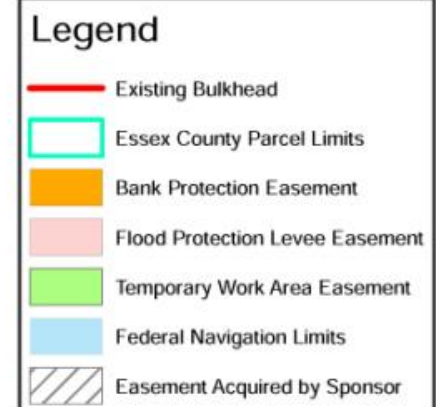 Legend
Existing Bulkhead
Essex County Parcel Limits
Bank Protection Easement
Flood Protection Levee Easement
Temporary Work Area Easement
Federal Navigation Limits
Easement Acquired by Sponsor